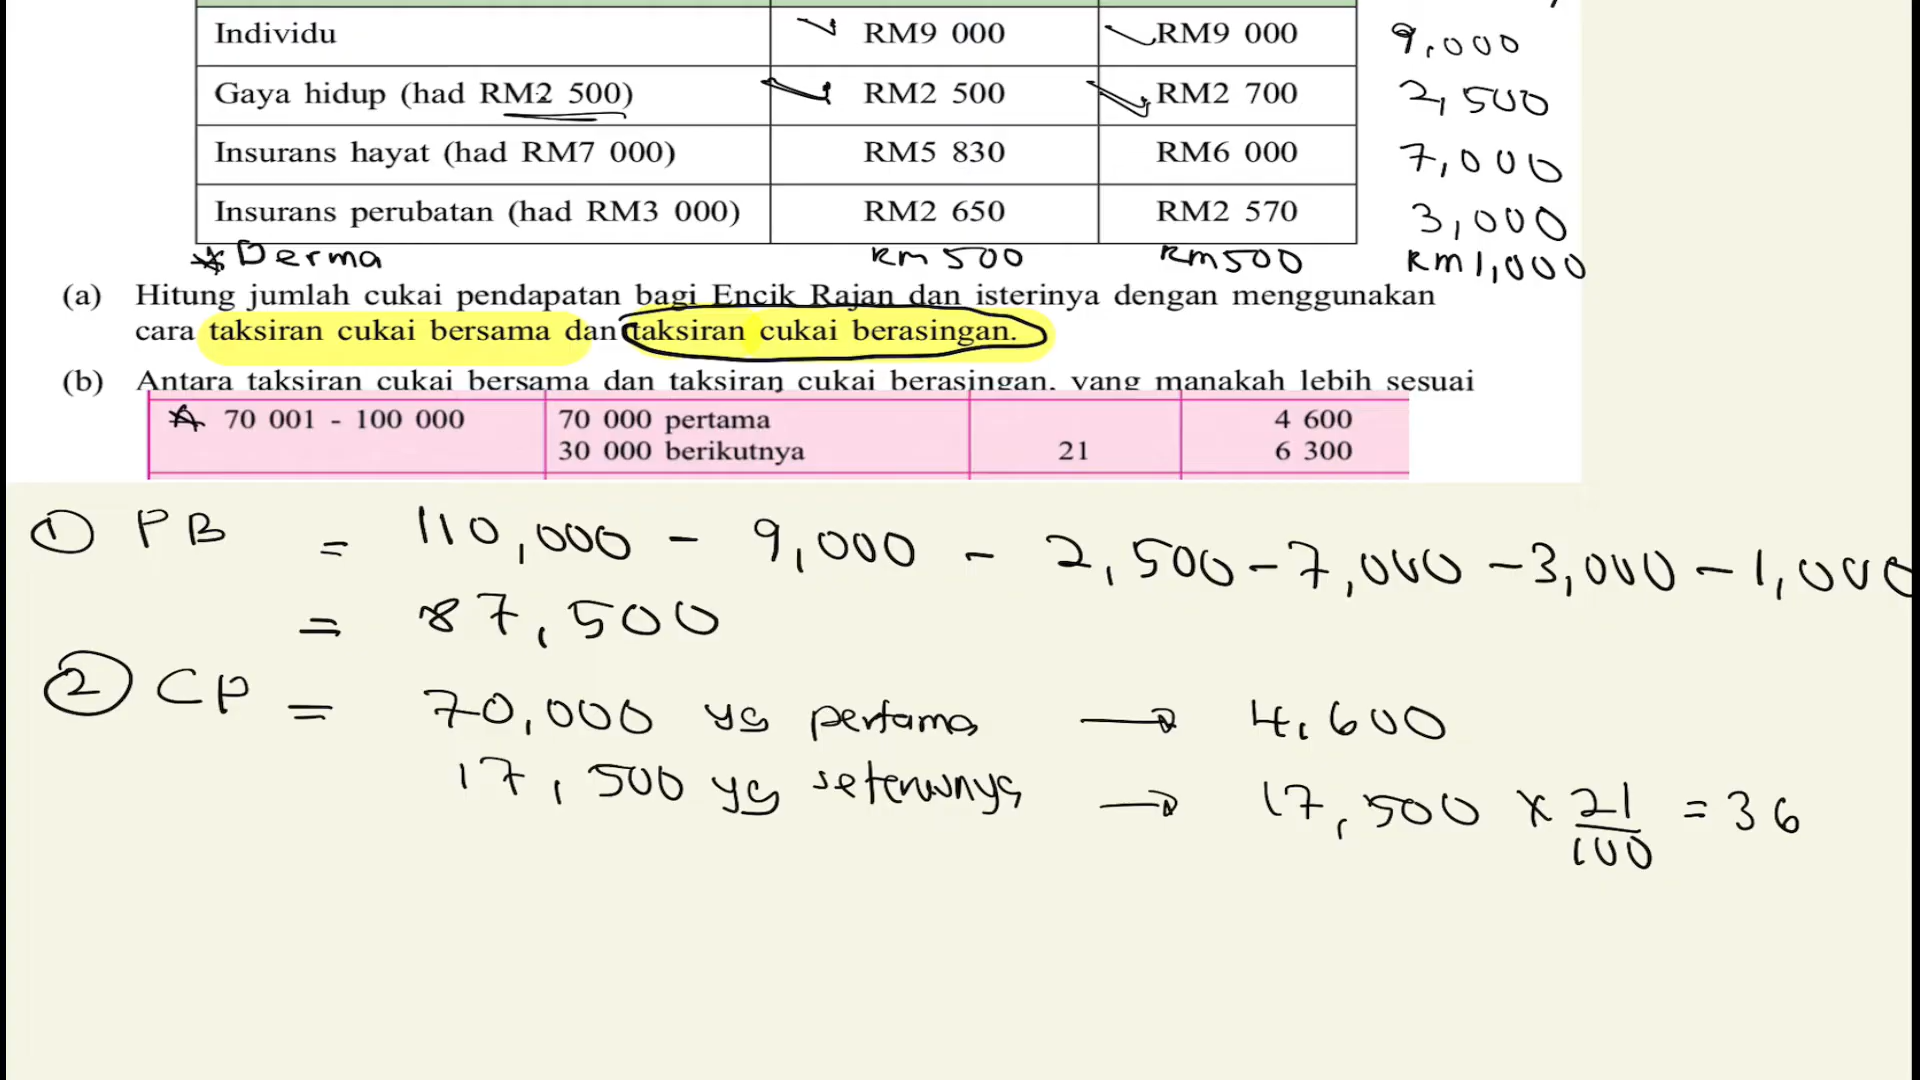 Individu RM9 000 RM9 000 9,000
Gaya hidup (had RM2 500) RM2 500 RM2 700 2,500
Insurans hayat (had RM7 000) RM5 830 RM6 000 7,000
Insurans perubatan (had RM3 000) RM2 650 RM2 570 3,000
* Derma Rm 500 Rm500 Rm1,000
(a) Hitung jumlah cukai pendapatan bagi Encik Rajan dan isterinya dengan menggunakan
cara taksiran cukai bersama dan taksiran cukai berasingan.
(b) Antara taksiran cukai bersama dan taksiran cukai berasingan, yang manakah lebih sesuai
70 001 - 100 000 70 000 pertama 4 600
30 000 berikutnya 21 6 300
① PB = 110,000 - 9,000 - 2,500 - 7,000 - 3,000 - 1,000
= 87,500
② CP = 70,000 yg pertama → 4,600
17,500 yg seterusnya → 17,500 x 21/100 = 36